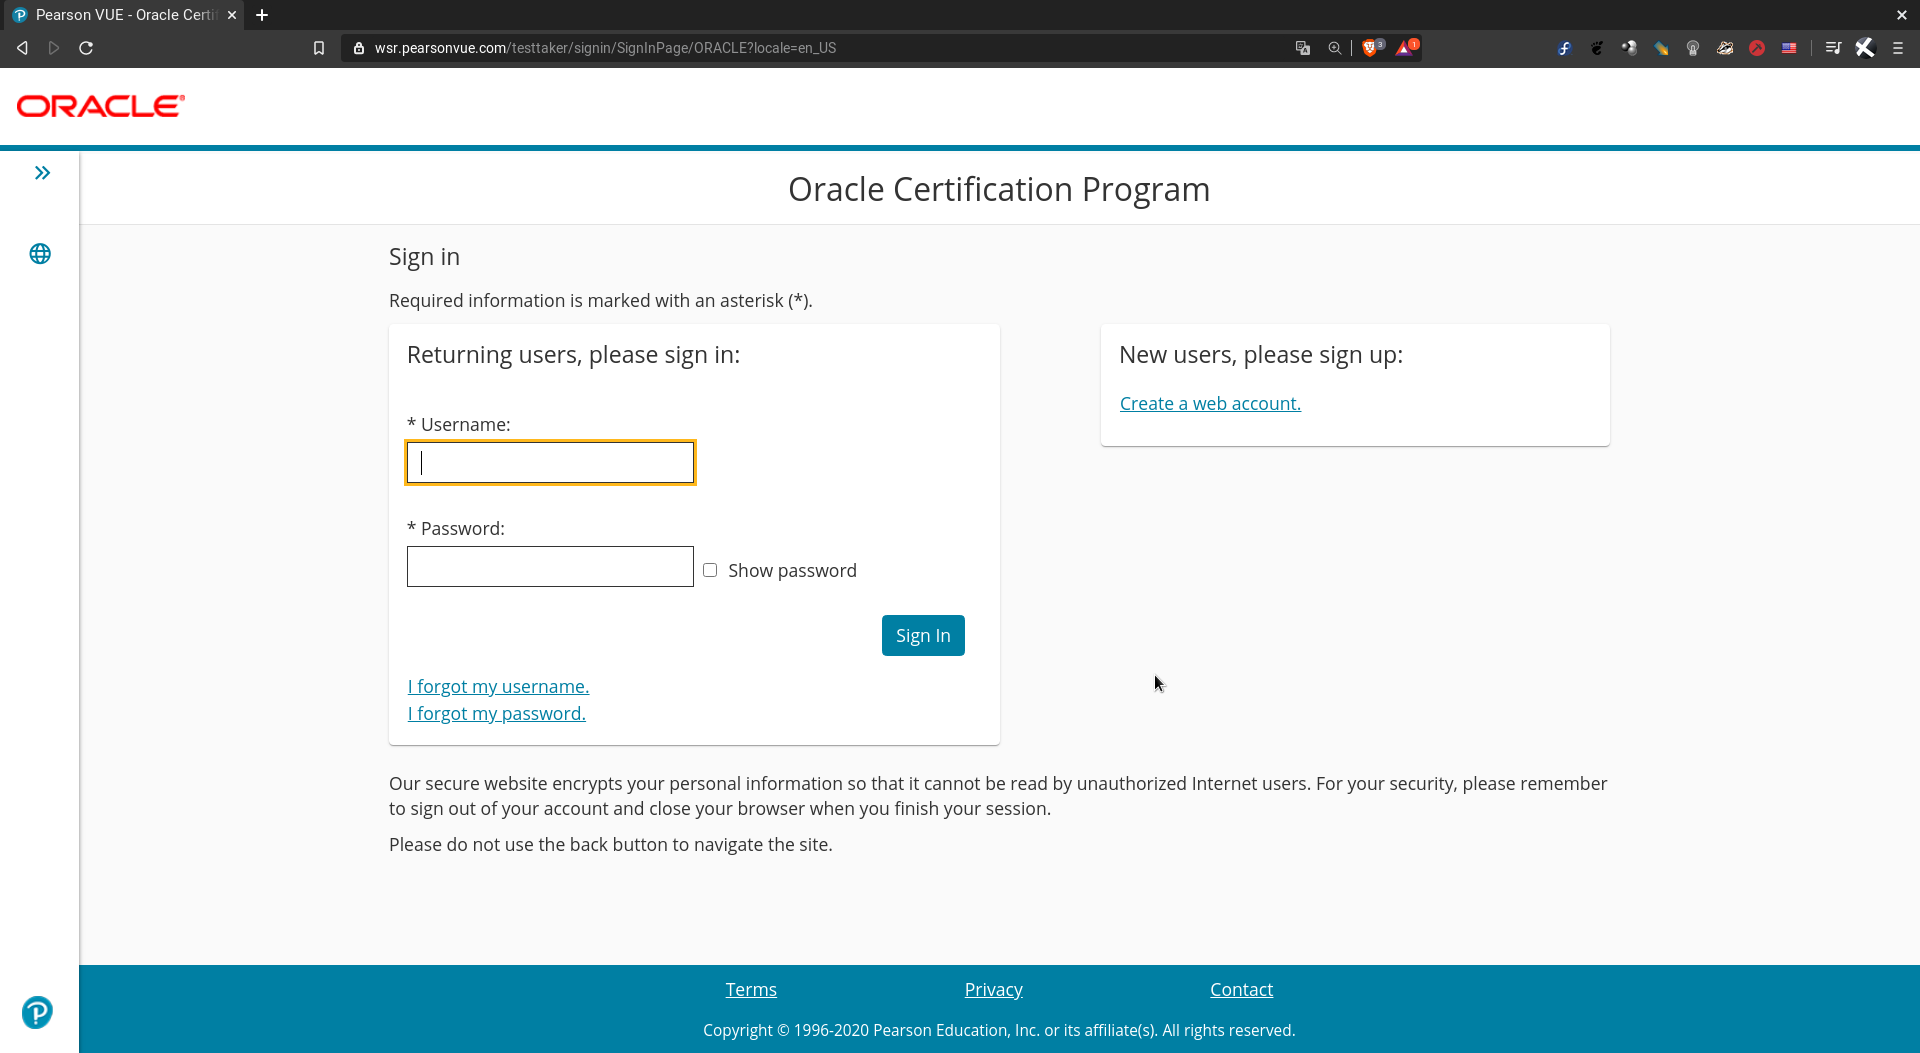 Pearson VUE - Oracle Certi
wsr.pearsonvue.com/testtaker/signin/SignInPage/ORACLE?locale=en_US
3
1
ORACLE®
Oracle Certification Program
Sign in
Required information is marked with an asterisk (*).
Returning users, please sign in:
* Username:
* Password:
Show password
Sign In
I forgot my username.
I forgot my password.
New users, please sign up:
Create a web account.
Our secure website encrypts your personal information so that it cannot be read by unauthorized Internet users. For your security, please remember
to sign out of your account and close your browser when you finish your session.
Please do not use the back button to navigate the site.
Terms
Privacy
Contact
Copyright © 1996-2020 Pearson Education, Inc. or its affiliate(s). All rights reserved.